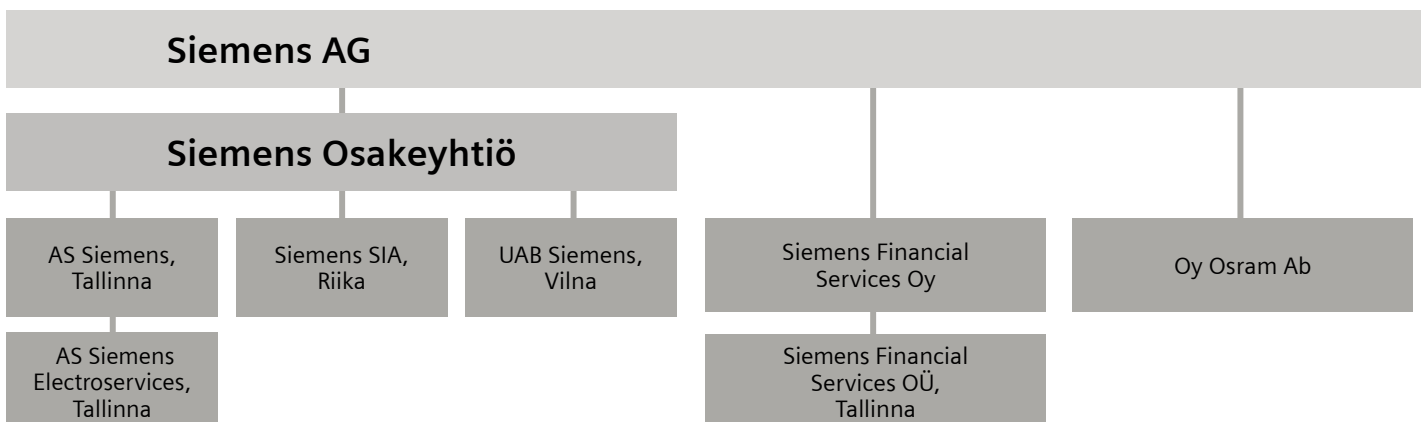 Siemens AG
Siemens Osakeyhtiö
AS Siemens,
Tallinna
Siemens SIA,
Riika
UAB Siemens,
Vilna
Siemens Financial
Services Oy
Oy Osram Ab
AS Siemens
Electroservices,
Tallinna
Siemens Financial
Services OÜ,
Tallinna